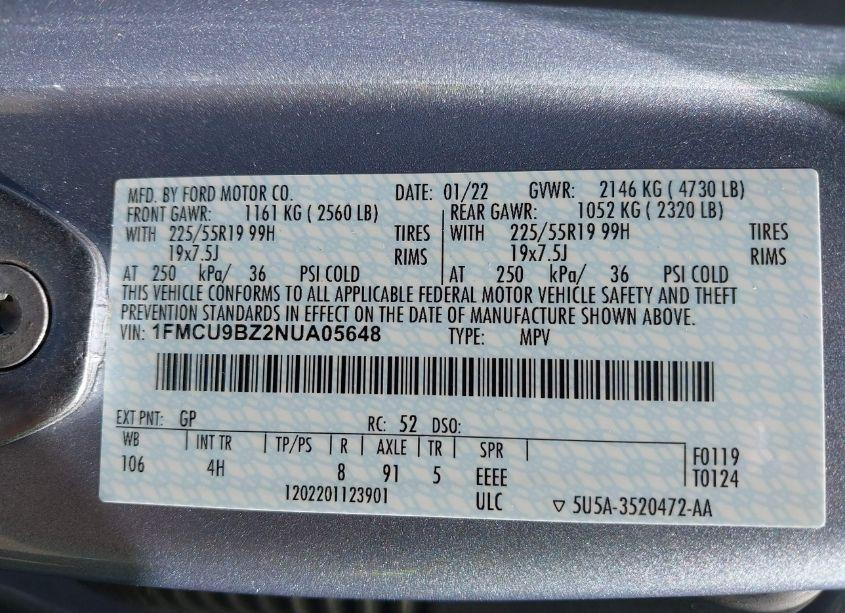 MFD. BY FORD MOTOR CO. DATE: 01/22 GVWR: 2146 KG ( 4730 LB)
FRONT GAWR: 1161 KG ( 2560 LB) REAR GAWR: 1052 KG ( 2320 LB)
WITH 225/55R19 99H TIRES WITH 225/55R19 99H TIRES
19x7.5J RIMS 19x7.5J RIMS
AT 250 kPa/ 36 PSI COLD AT 250 kPa/ 36 PSI COLD
THIS VEHICLE CONFORMS TO ALL APPLICABLE FEDERAL MOTOR VEHICLE SAFETY AND THEFT
PREVENTION STANDARDS IN EFFECT ON THE DATE OF MANUFACTURE SHOWN ABOVE.
VIN: 1FMCU9BZ2NUA05648 TYPE: MPV
EXT PNT: GP RC: 52 DSO:
WB INT TR TP/PS R AXLE TR SPR F0119
106 4H 8 91 5 EEEE T0124
1202201123901 ULC ▽ 5U5A-3520472-AA